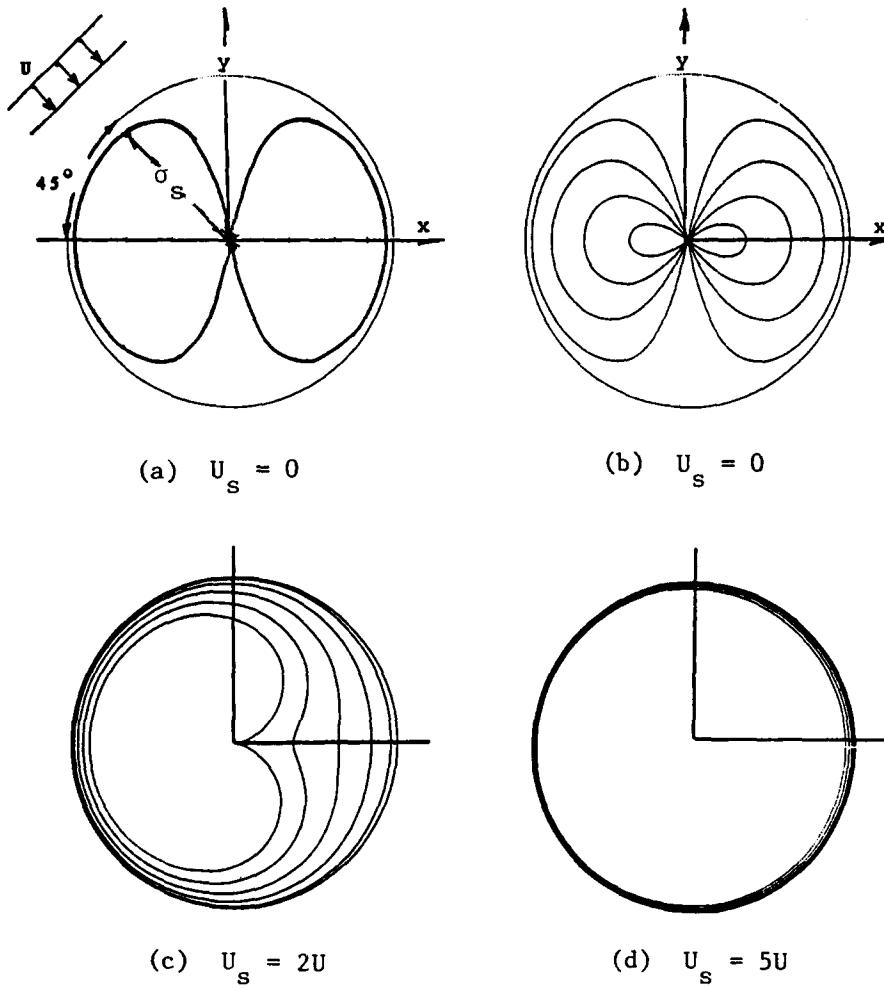 U
45°
σs
y
x
y
x
(a) Us = 0
(b) Us = 0
(c) Us = 2U
(d) Us = 5U